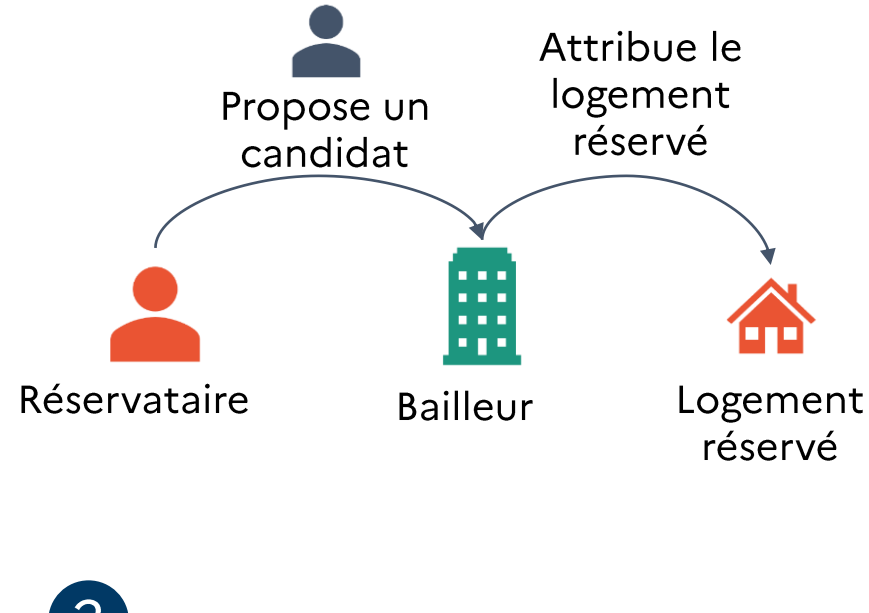 Propose un
candidat
Attribue le
logement
réservé
Réservataire
Bailleur
Logement
réservé